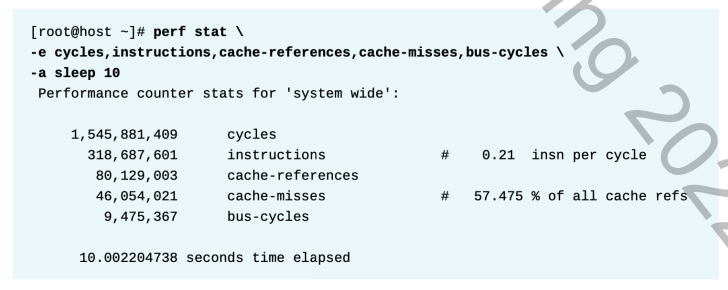 [root@host ~]# perf stat \
-e cycles,instructions,cache-references,cache-misses,bus-cycles \
-a sleep 10
Performance counter stats for 'system wide':
1,545,881,409 cycles
318,687,601 instructions # 0.21 insn per cycle
80,129,003 cache-references
46,054,021 cache-misses # 57.475 % of all cache refs
9,475,367 bus-cycles
10.002204738 seconds time elapsed